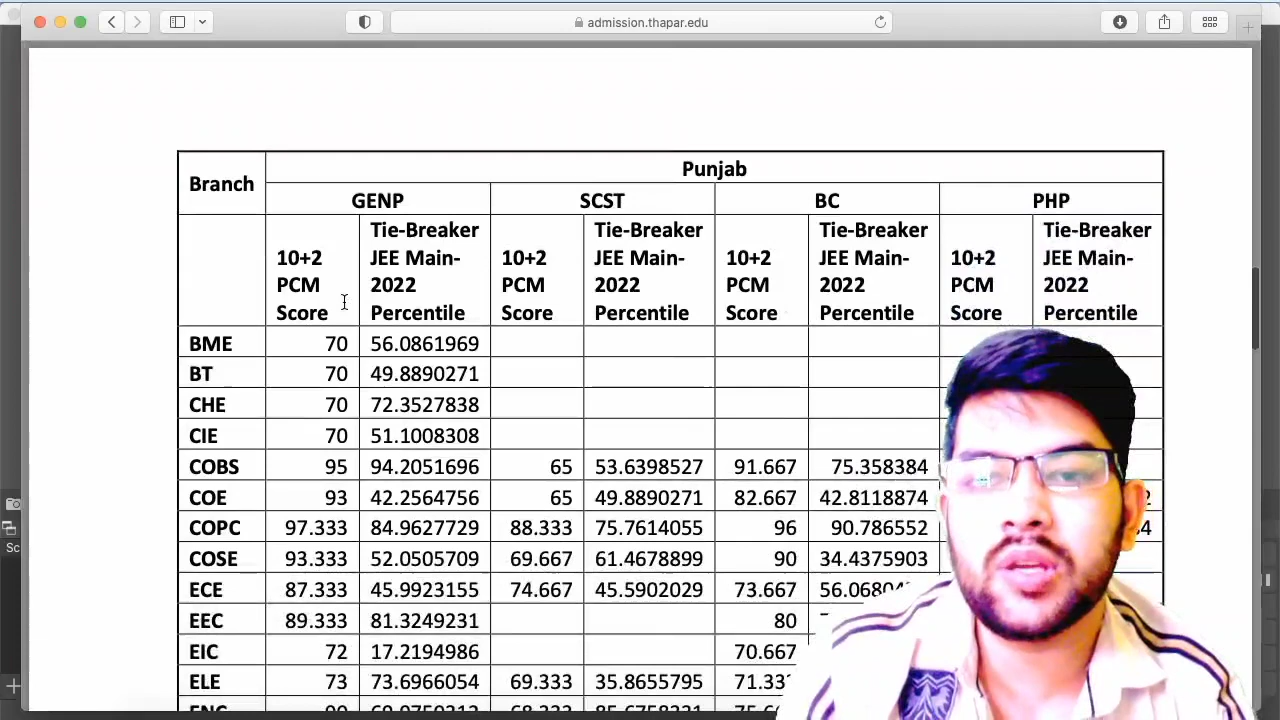 admission.thapar.edu
Branch Punjab
GENP SCST BC PHP
10+2 PCM Score Tie-Breaker JEE Main-2022 Percentile 10+2 PCM Score Tie-Breaker JEE Main-2022 Percentile 10+2 PCM Score Tie-Breaker JEE Main-2022 Percentile 10+2 PCM Score Tie-Breaker JEE Main-2022 Percentile
BME 70 56.0861969
BT 70 49.8890271
CHE 70 72.3527838
CIE 70 51.1008308
COBS 95 94.2051696 65 53.6398527 91.667 75.358384
COE 93 42.2564756 65 49.8890271 82.667 42.8118874
COPC 97.333 84.9627729 88.333 75.7614055 96 90.786552
COSE 93.333 52.0505709 69.667 61.4678899 90 34.4375903
ECE 87.333 45.9923155 74.667 45.5902029 73.667
EEC 89.333 81.3249231 80
EIC 72 17.2194986 70.667
ELE 73 73.6966054 69.333 35.8655795
Sc